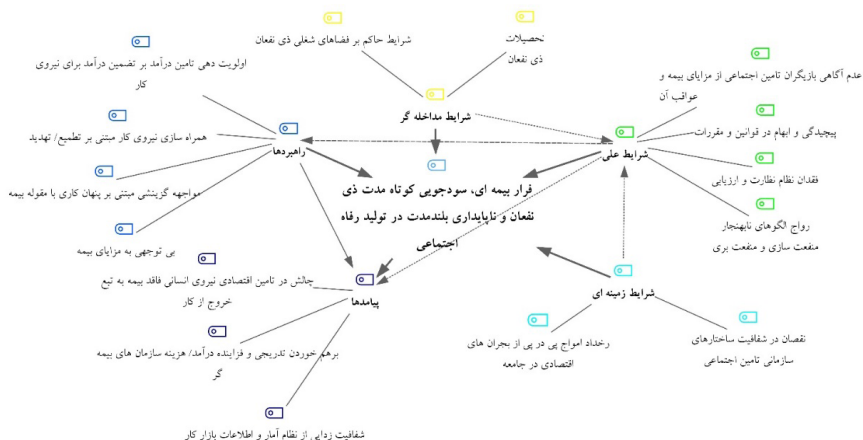 شرایط حاکم بر فضاهای شغلی ذی نفعان
تحصیلات
ذی نفعان
شرایط مداخله گر
اولویت دهی تامین درآمد بر تضمین درآمد برای نیروی
کار
همراه سازی نیروی کار مبتنی بر تطمیع/ تهدید
مواجهه گزینشی مبتنی بر پنهان کاری با مقوله بیمه
بی توجهی به مزایای بیمه
راهبردها
عدم آگاهی بازیگران تامین اجتماعی از مزایای بیمه و
عواقب آن
پیچیدگی و ابهام در قوانین و مقررات
فقدان نظام نظارت و ارزیابی
رواج الگوهای نابهنجار
منفعت سازی و منفعت بری
شرایط علی
فرار بیمه ای، سودجویی کوتاه مدت ذی
نفعان و ناپایداری بلندمدت در تولید رفاه
اجتماعی
پیامدها
چالش در تامین اقتصادی نیروی انسانی فاقد بیمه به تبع
خروج از کار
برهم خوردن تدریجی و فزاینده درآمد/ هزینه سازمان های بیمه
گر
شفافیت زدایی از نظام آمار و اطلاعات بازار کار
شرایط زمینه ای
رخداد امواج پی در پی از بحران های
اقتصادی در جامعه
نقصان در شفافیت ساختارهای
سازمانی تامین اجتماعی